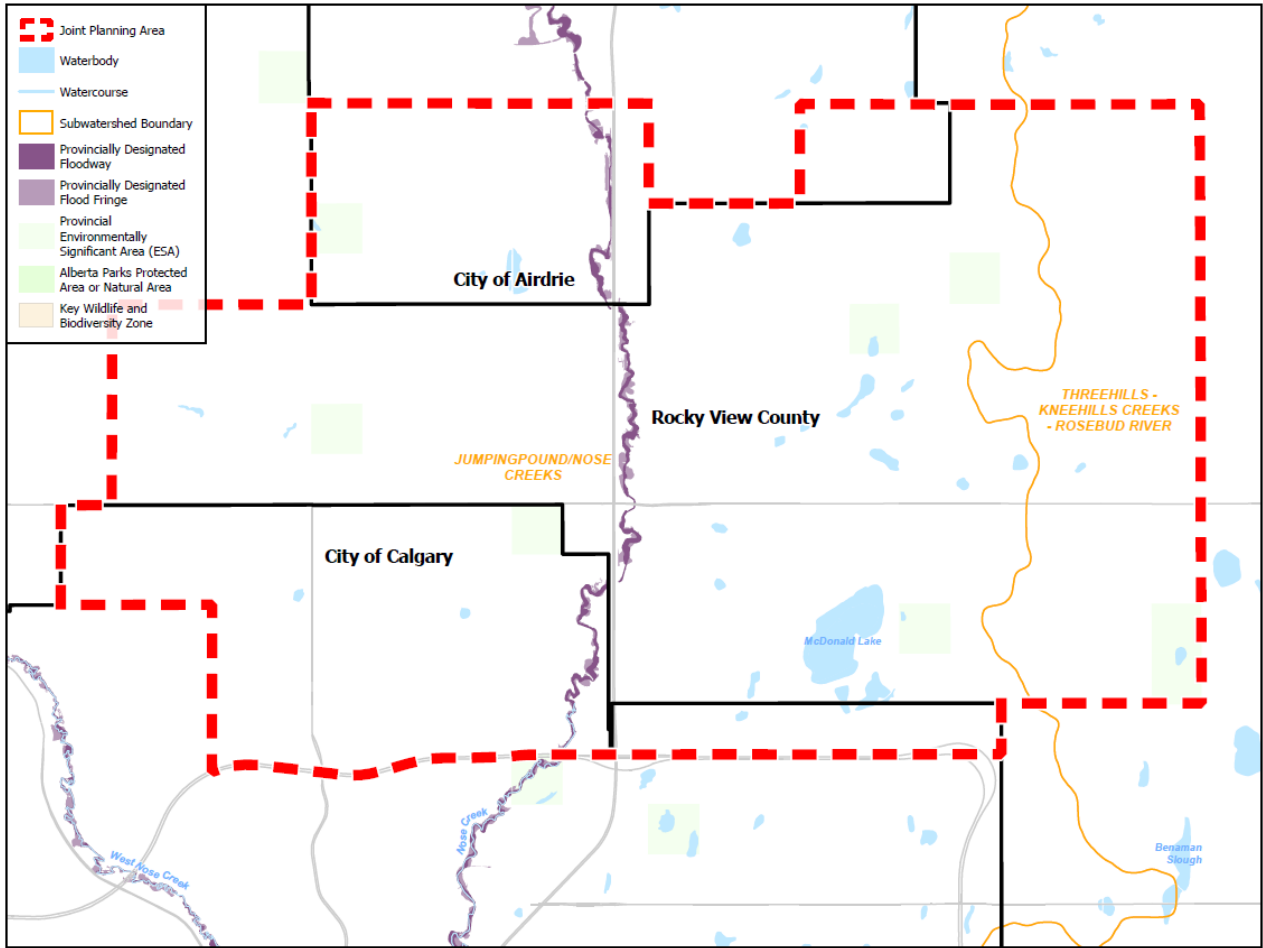 Joint Planning Area
Waterbody
Watercourse
Subwatershed Boundary
Provincially Designated
Floodway
Provincially Designated
Flood Fringe
Provincial
Environmentally
Significant Area (ESA)
Alberta Parks Protected
Area or Natural Area
Key Wildlife and
Biodiversity Zone
City of Airdrie
Rocky View County
THREEHILLS -
KNEEHILLS CREEKS
- ROSEBUD RIVER
JUMPINGPOUND/NOSE
CREEKS
City of Calgary
McDonald Lake
Nose Creek
West Nose Creek
Benaman
Slough